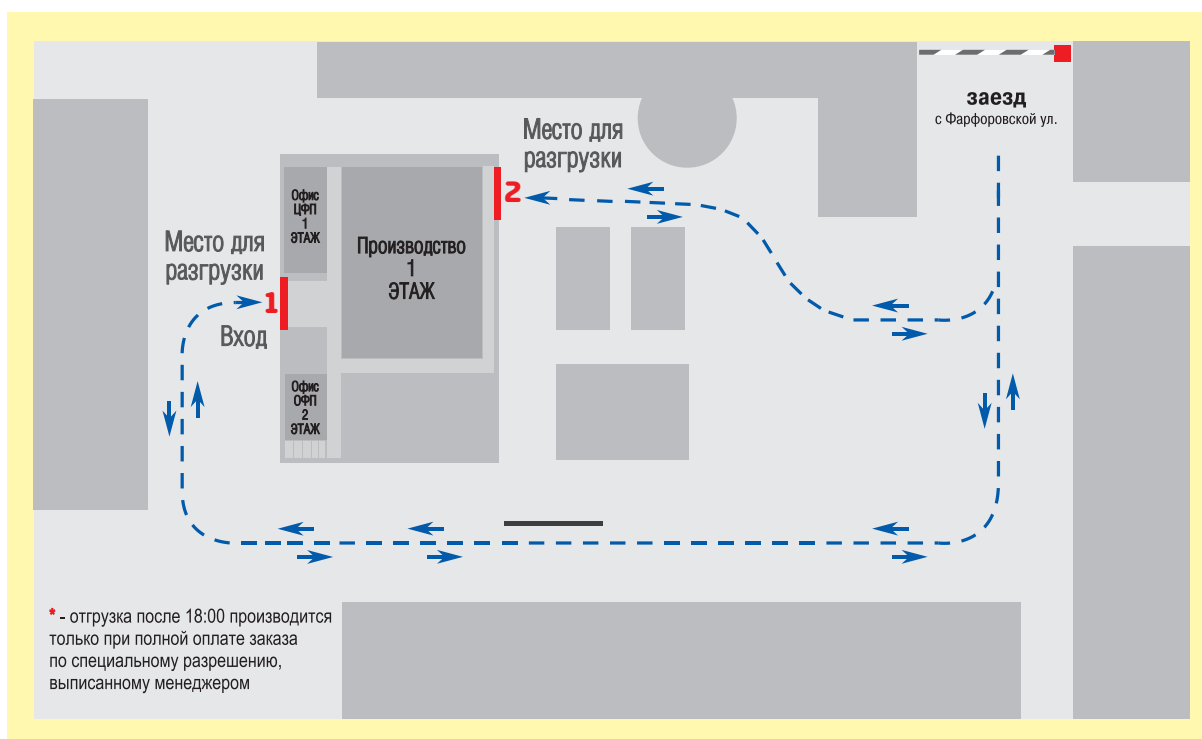 заезд
с Фарфоровской ул.
Место для
разгрузки
2
Офис
ЦФП
1
ЭТАЖ
Производство
1
ЭТАЖ
Место для
разгрузки
1
Вход
Офис
ОФП
2
ЭТАЖ
* - отгрузка после 18:00 производится
только при полной оплате заказа
по специальному разрешению,
выписанному менеджером